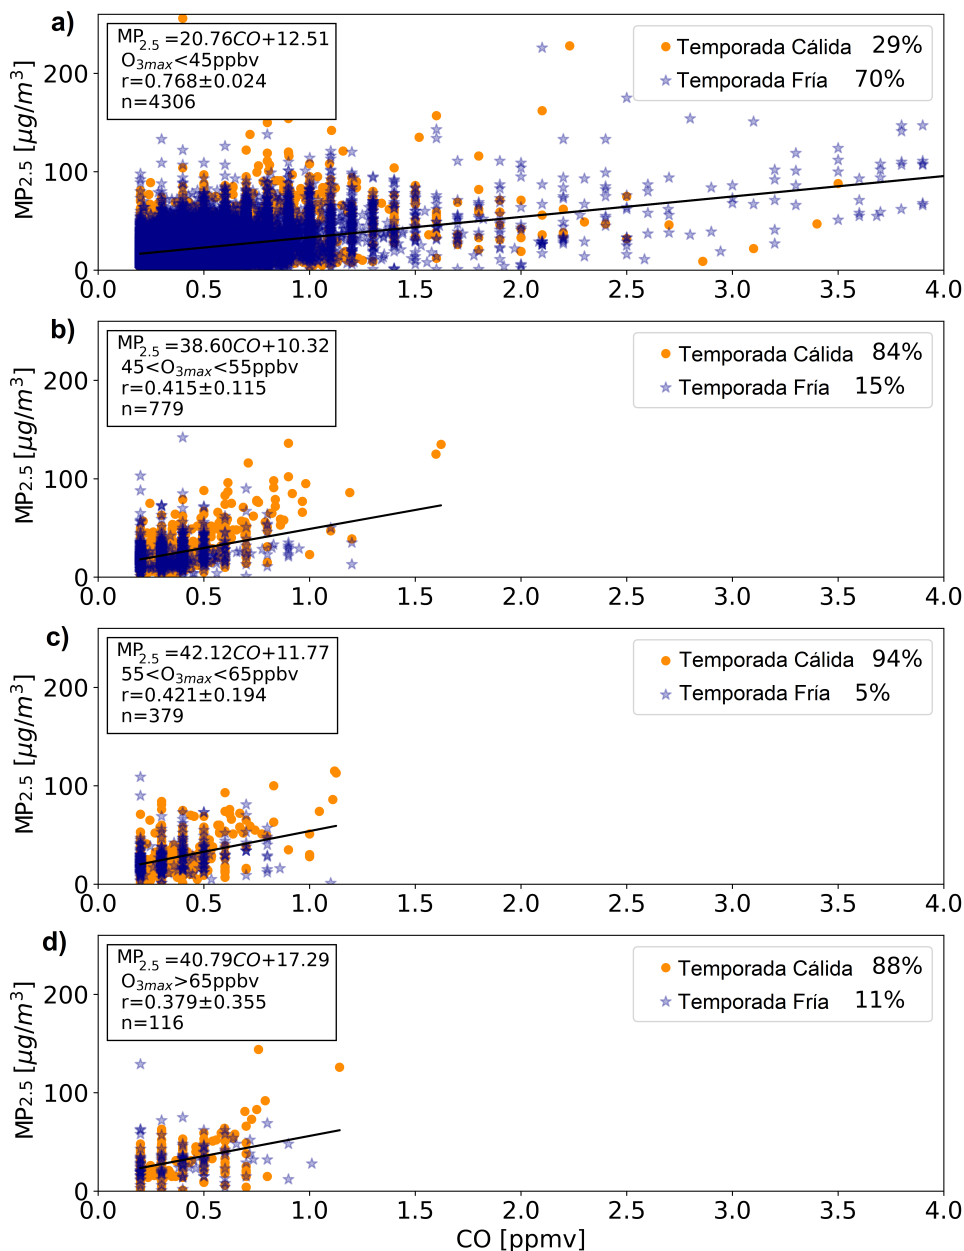 a)
MP2.5 =20.76CO+12.51
O3max<45ppbv
r=0.768±0.024
n=4306
Temporada Cálida 29%
Temporada Fría 70%
MP2.5 [μg/m³]
200
100
0
0.0 0.5 1.0 1.5 2.0 2.5 3.0 3.5 4.0
b)
MP2.5 =38.60CO+10.32
45<O3max<55ppbv
r=0.415±0.115
n=779
Temporada Cálida 84%
Temporada Fría 15%
MP2.5 [μg/m³]
200
100
0
0.0 0.5 1.0 1.5 2.0 2.5 3.0 3.5 4.0
c)
MP2.5 =42.12CO+11.77
55<O3max<65ppbv
r=0.421±0.194
n=379
Temporada Cálida 94%
Temporada Fría 5%
MP2.5 [μg/m³]
200
100
0
0.0 0.5 1.0 1.5 2.0 2.5 3.0 3.5 4.0
d)
MP2.5 =40.79CO+17.29
O3max>65ppbv
r=0.379±0.355
n=116
Temporada Cálida 88%
Temporada Fría 11%
MP2.5 [μg/m³]
200
100
0
0.0 0.5 1.0 1.5 2.0 2.5 3.0 3.5 4.0
CO [ppmv]